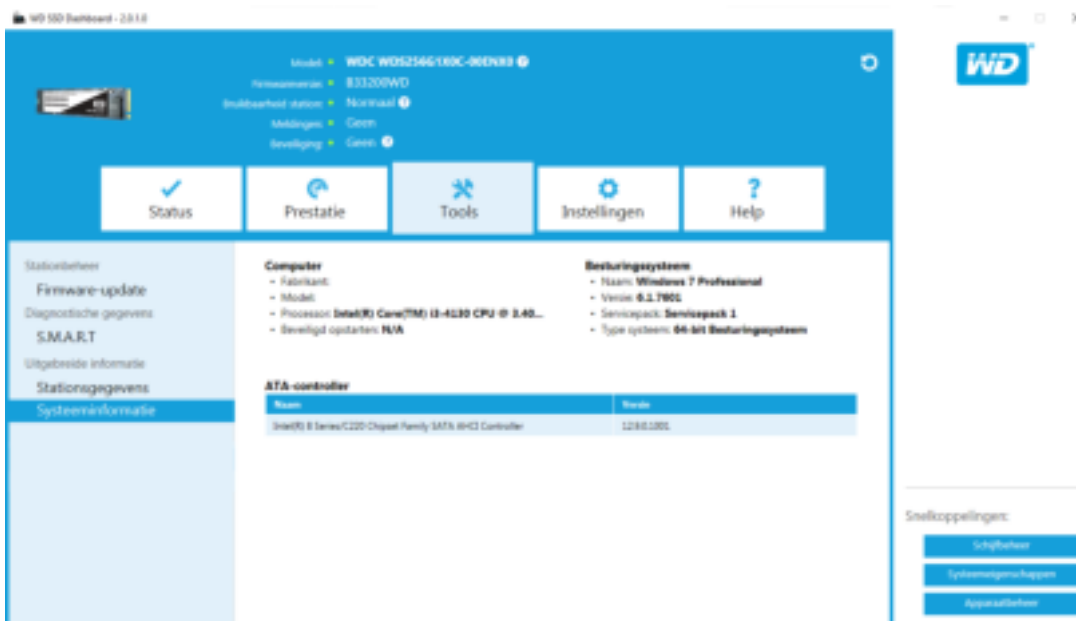 WD SSD Dashboard - 2.0.1.0
Model: WDC WDS256G1X0C-00ENX0
Firmwareversie: B33200WD
Bruikbaarheid station: Normaal
Meldingen: Geen
Beveiliging: Geen
WD
Status Prestatie Tools Instellingen Help
Stationbeheer
Firmware-update
Diagnostische gegevens
S.M.A.R.T
Uitgebreide informatie
Stationsgegevens
Systeeminformatie
Computer
Fabrikant:
Model:
Processor: Intel(R) Core(TM) i3-4130 CPU @ 3.40...
Beveiligd opstarten: N/A
Besturingssysteem
Naam: Windows 7 Professional
Versie: 6.1.7601
Servicepack: Servicepack 1
Type systeem: 64-bit Besturingssysteem
ATA-controller
Naam Versie
Intel(R) 8 Series/C220 Chipset Family SATA AHCI Controller
Snelkoppelingen:
Schijfbeheer
Systeemeigenschappen
Apparaatbeheer